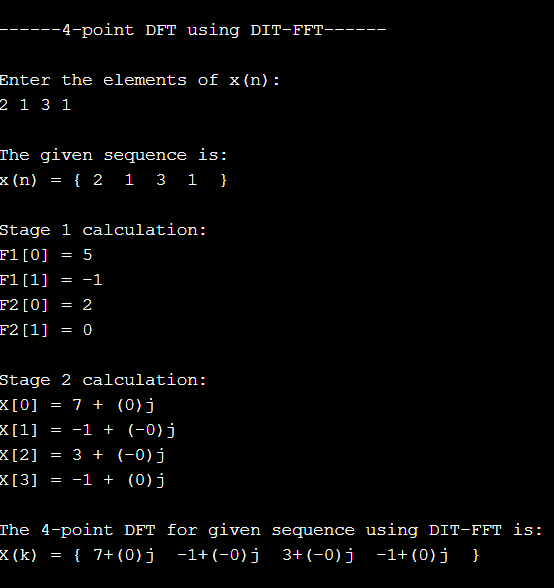 ------4-point DFT using DIT-FFT------
Enter the elements of x(n):
2 1 3 1
The given sequence is:
x(n) = { 2  1  3  1  }
Stage 1 calculation:
F1[0] = 5
F1[1] = -1
F2[0] = 2
F2[1] = 0
Stage 2 calculation:
X[0] = 7 + (0)j
X[1] = -1 + (-0)j
X[2] = 3 + (-0)j
X[3] = -1 + (0)j
The 4-point DFT for given sequence using DIT-FFT is:
X(k) = { 7+(0)j  -1+(-0)j  3+(-0)j  -1+(0)j  }